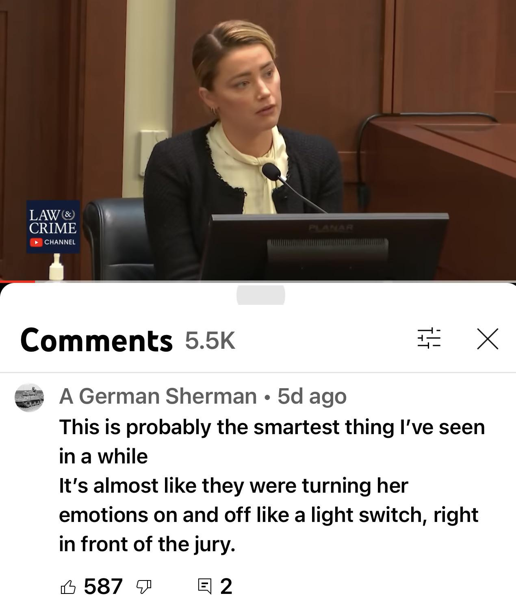 LAW & CRIME
CHANNEL
PLANAR
Comments 5.5K
A German Sherman • 5d ago
This is probably the smartest thing I've seen
in a while
It's almost like they were turning her
emotions on and off like a light switch, right
in front of the jury.
587 2